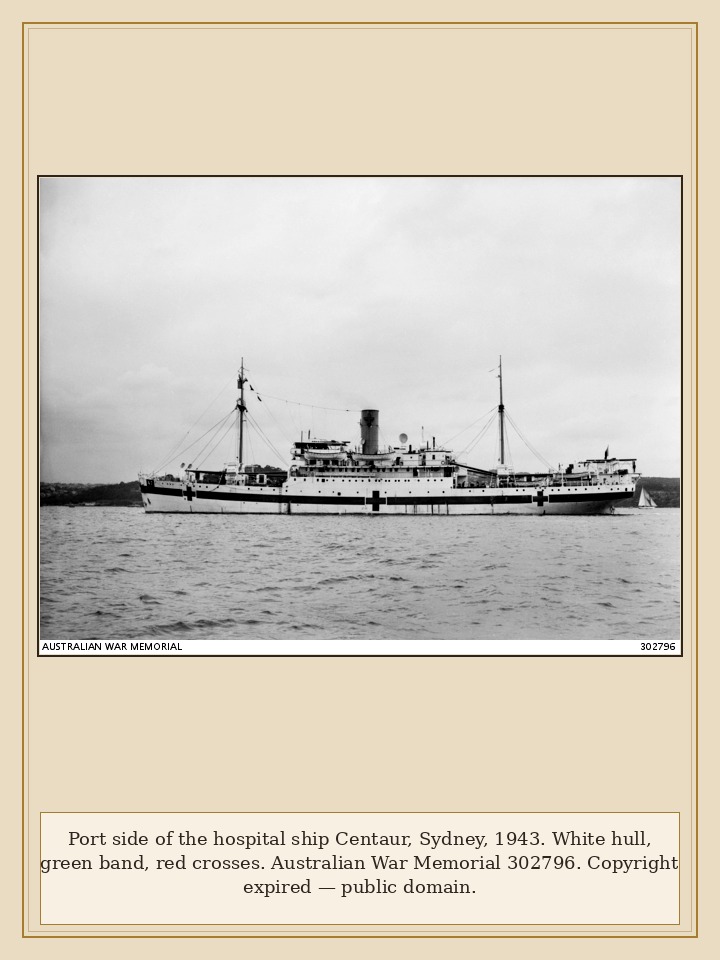 AUSTRALIAN WAR MEMORIAL 302796
Port side of the hospital ship Centaur, Sydney, 1943. White hull,
green band, red crosses. Australian War Memorial 302796. Copyright
expired — public domain.